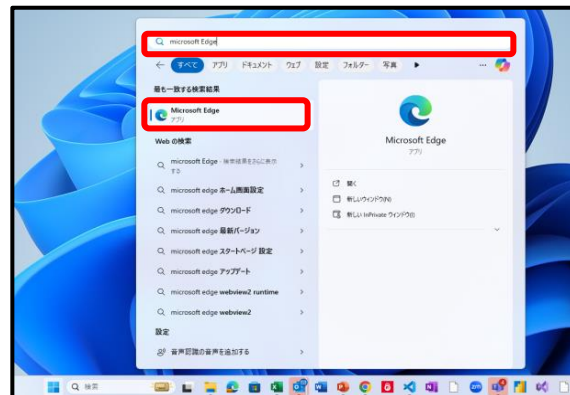 microsoft Edge
すべて アプリ ドキュメント ウェブ 設定 フォルダー 写真
最も一致する検索結果
Microsoft Edge
アプリ
Web の検索
microsoft Edge - 検索結果をさらに表示
する
microsoft edge ホーム画面設定
microsoft edge ダウンロード
microsoft edge 最新バージョン
microsoft edge スタートページ 設定
microsoft edge アップデート
microsoft edge webview2 runtime
microsoft edge webview2
設定
音声認識の音声を追加する
Microsoft Edge
アプリ
開く
新しいウィンドウ(N)
新しい InPrivate ウィンドウ(I)
検索